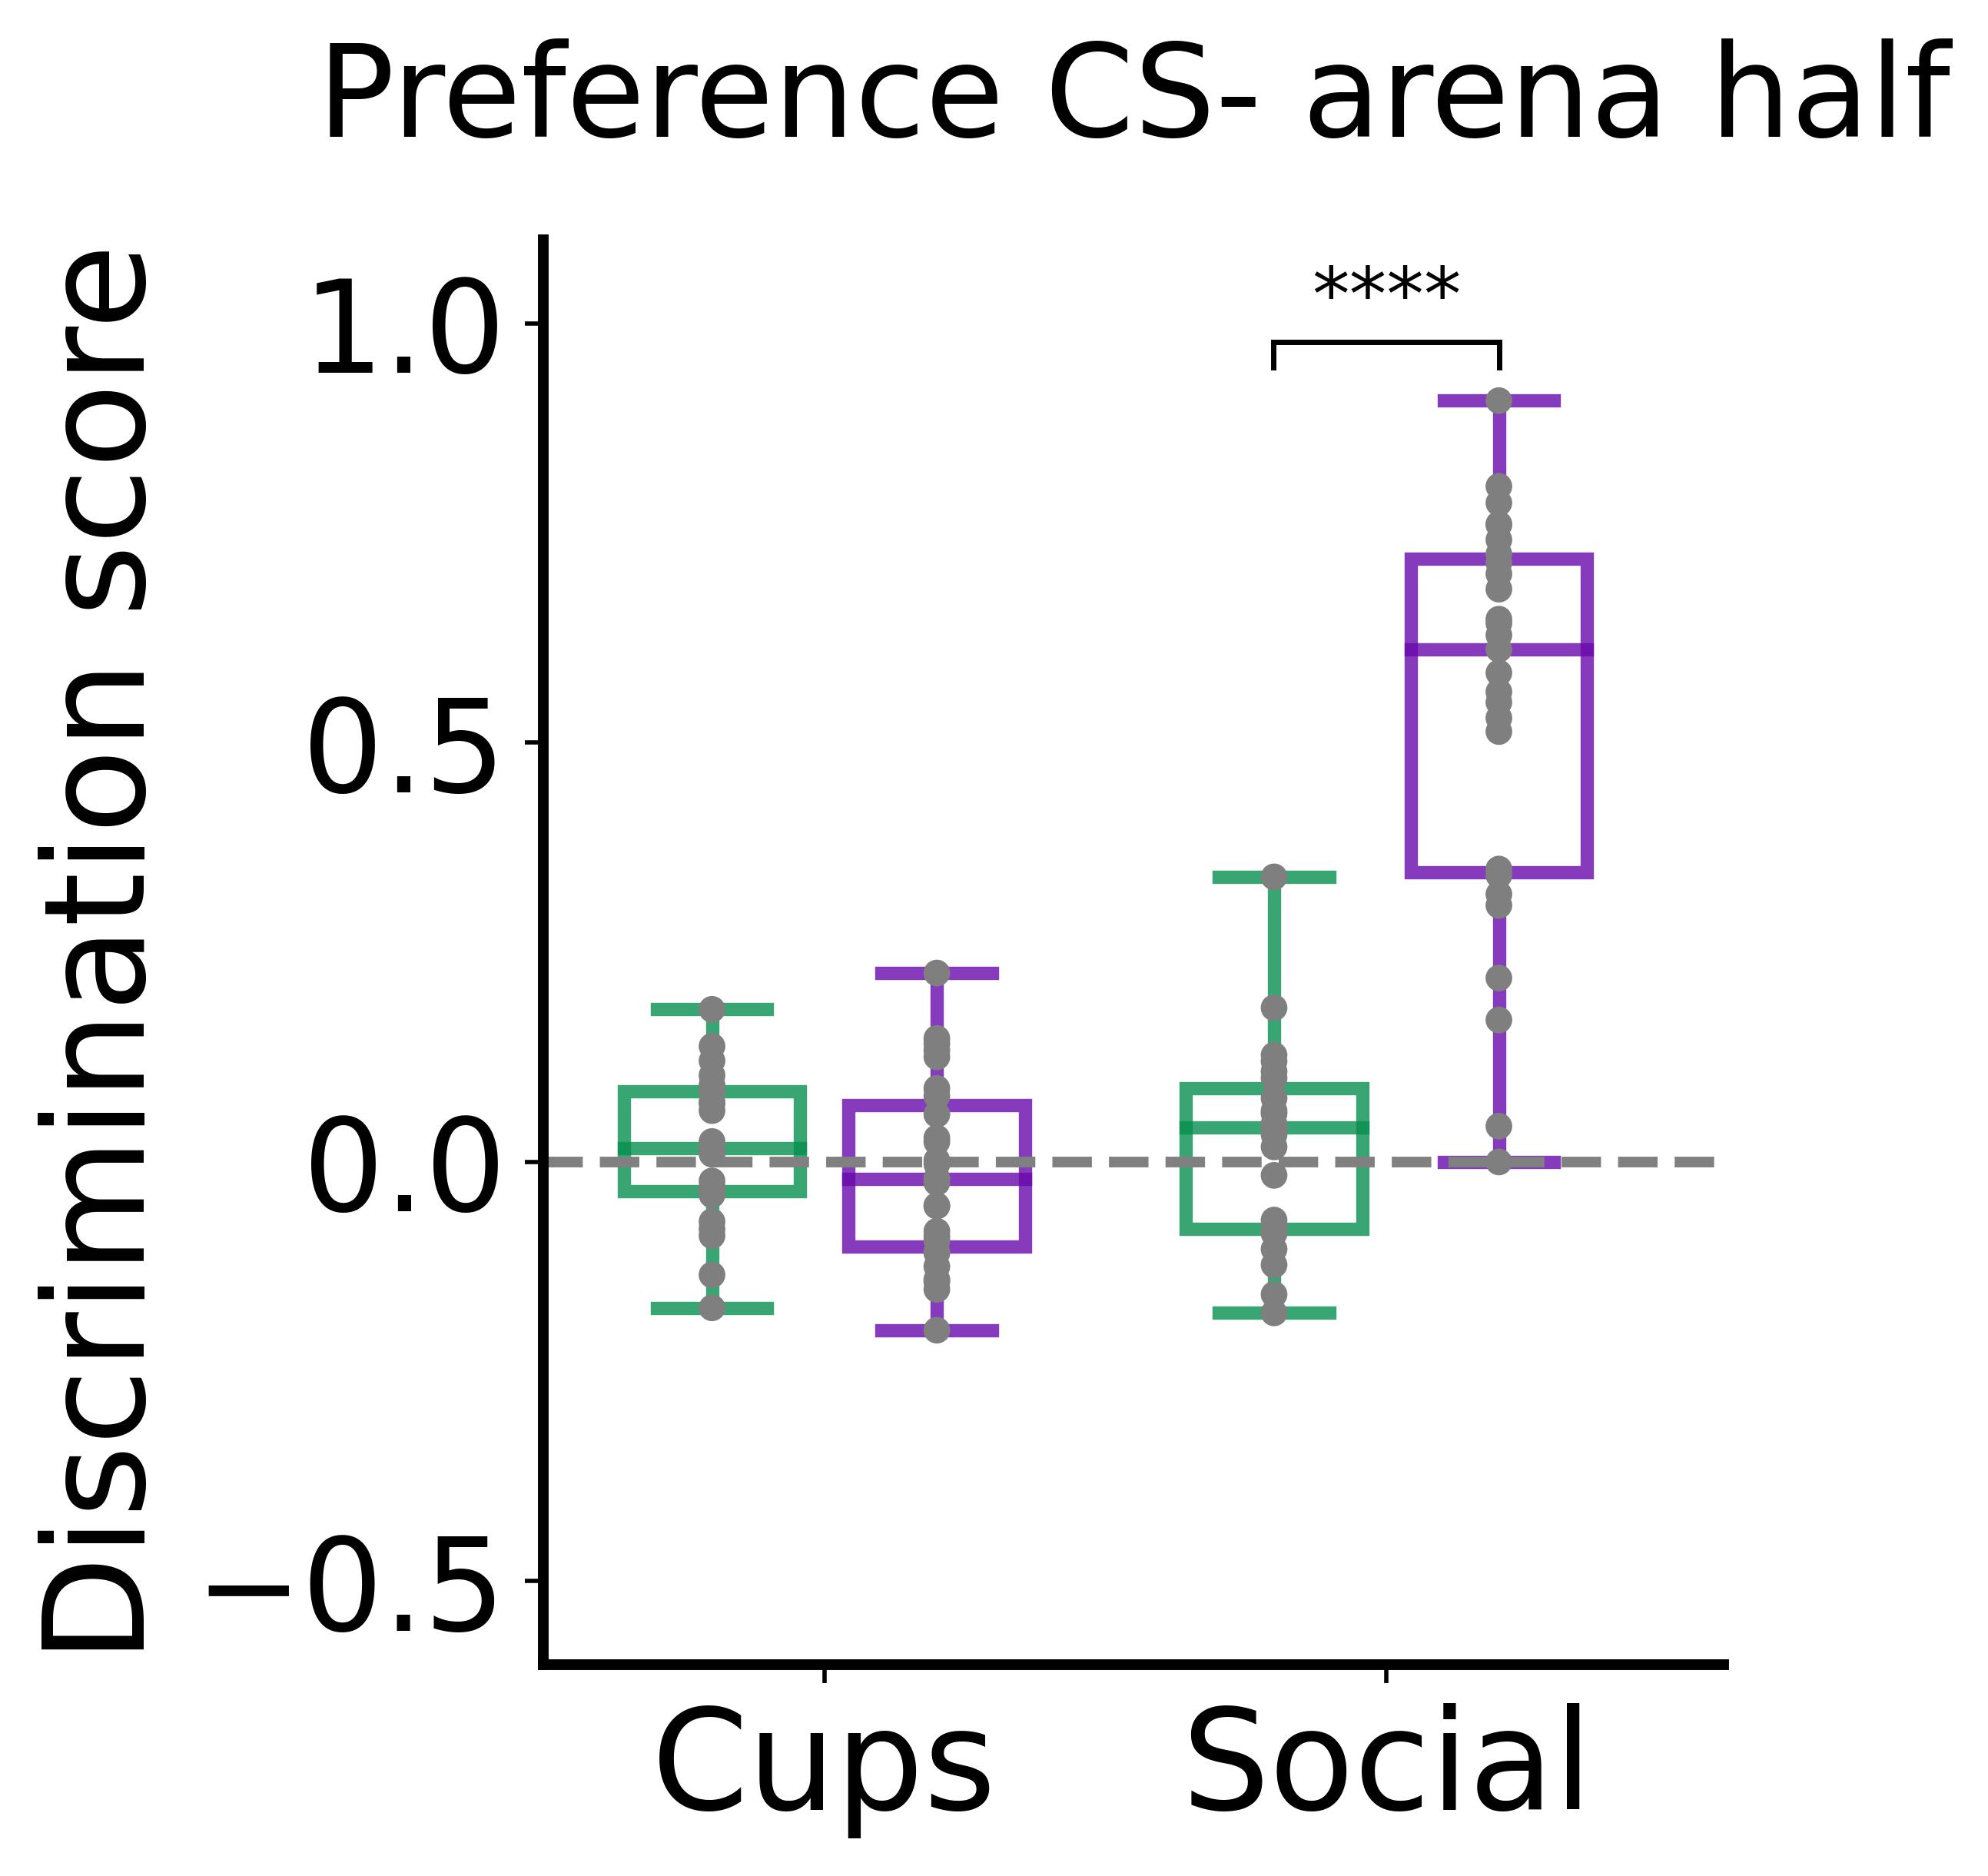 Preference CS- arena half
Discrimination score
1.0
0.5
0.0
−0.5
****
Cups
Social